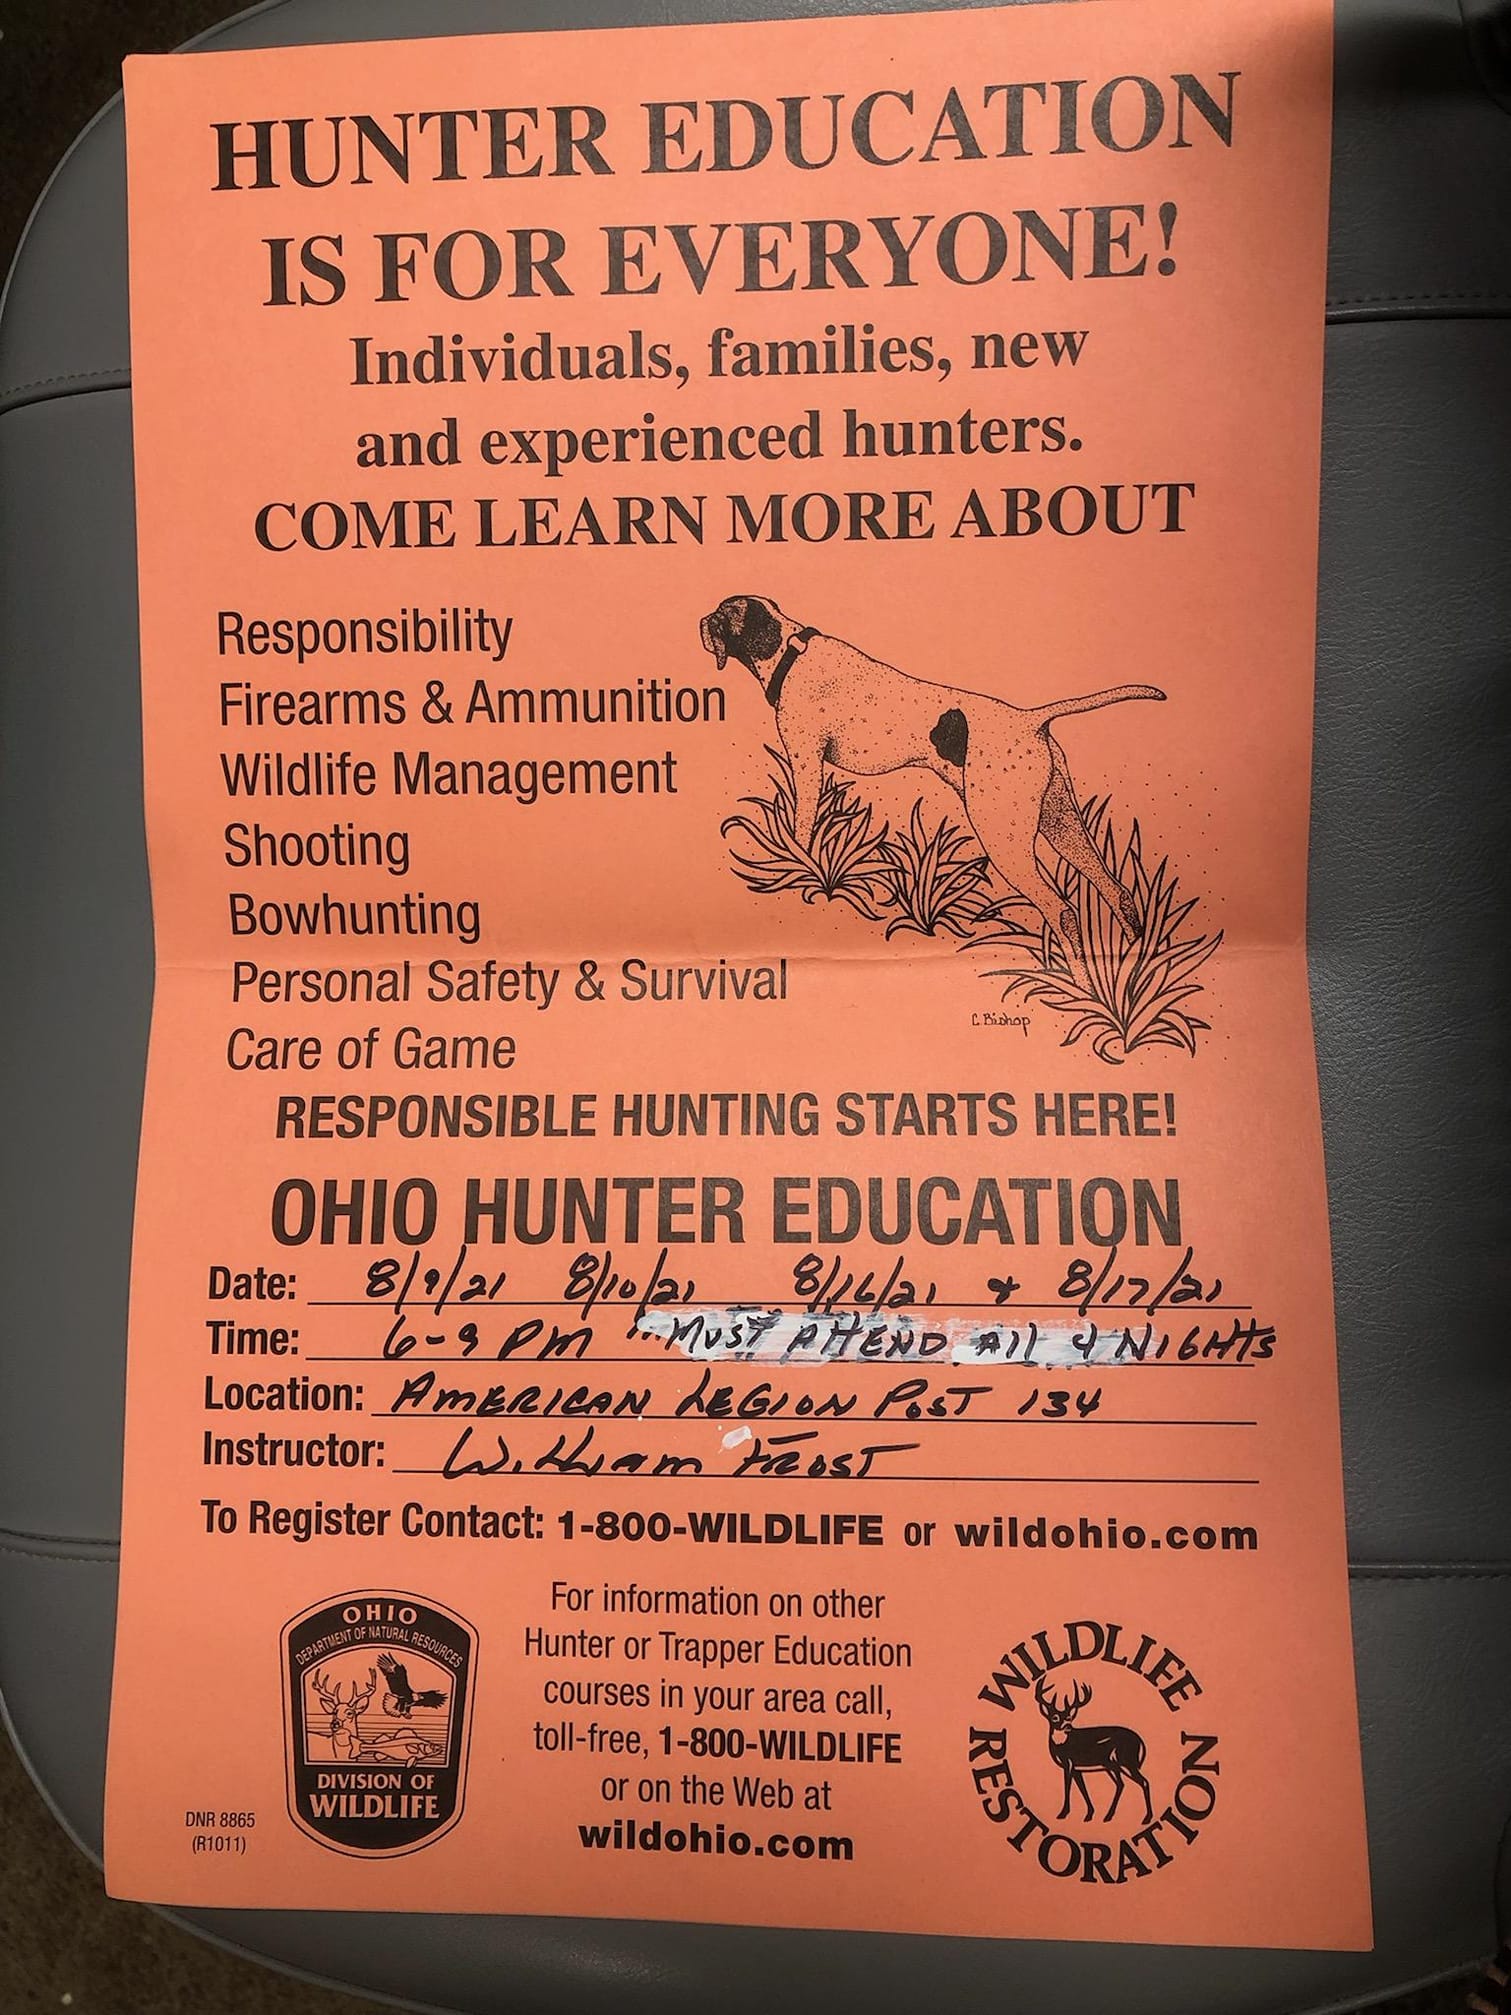 HUNTER EDUCATION
IS FOR EVERYONE!
Individuals, families, new
and experienced hunters.
COME LEARN MORE ABOUT
Responsibility
Firearms & Ammunition
Wildlife Management
Shooting
Bowhunting
Personal Safety & Survival
Care of Game
C. Bishop
RESPONSIBLE HUNTING STARTS HERE!
OHIO HUNTER EDUCATION
Date: 8/9/21 8/10/21 8/16/21 & 8/17/21
Time: 6-9 PM "MUST ATTEND All 4 NIGHTS
Location: AMERICAN LEGION POST 134
Instructor: William FROST
To Register Contact: 1-800-WILDLIFE or wildohio.com
OHIO
DEPARTMENT OF NATURAL RESOURCES
DIVISION OF
WILDLIFE
DNR 8865
(R1011)
For information on other
Hunter or Trapper Education
courses in your area call,
toll-free, 1-800-WILDLIFE
or on the Web at
wildohio.com
WILDLIFE
RESTORATION